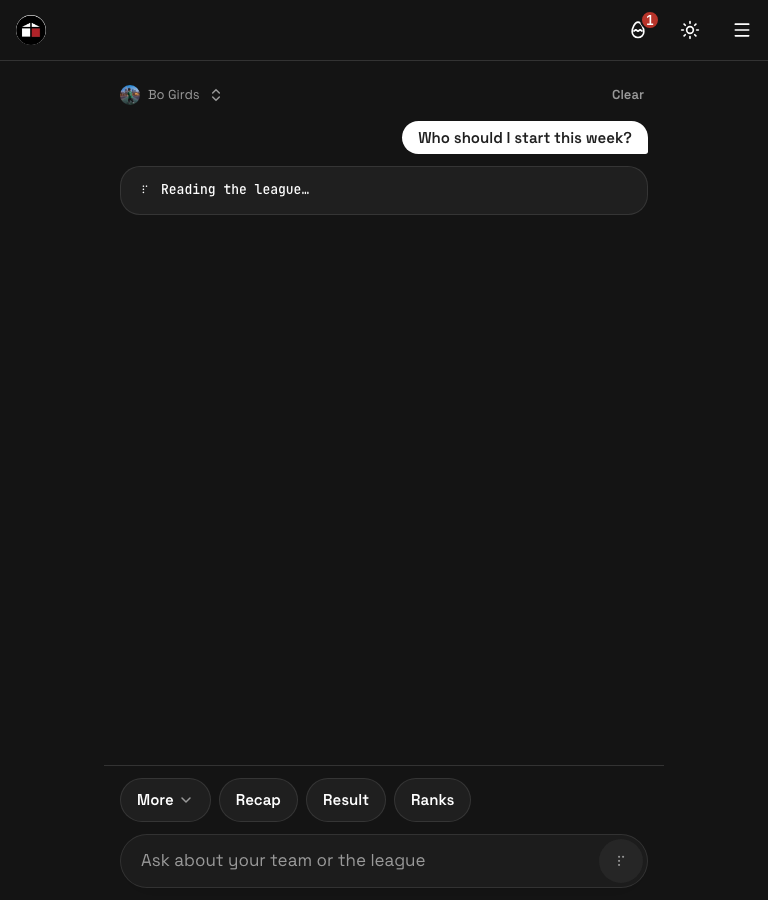 1
Bo Girds
Clear
Who should I start this week?
Reading the league…
More
Recap
Result
Ranks
Ask about your team or the league